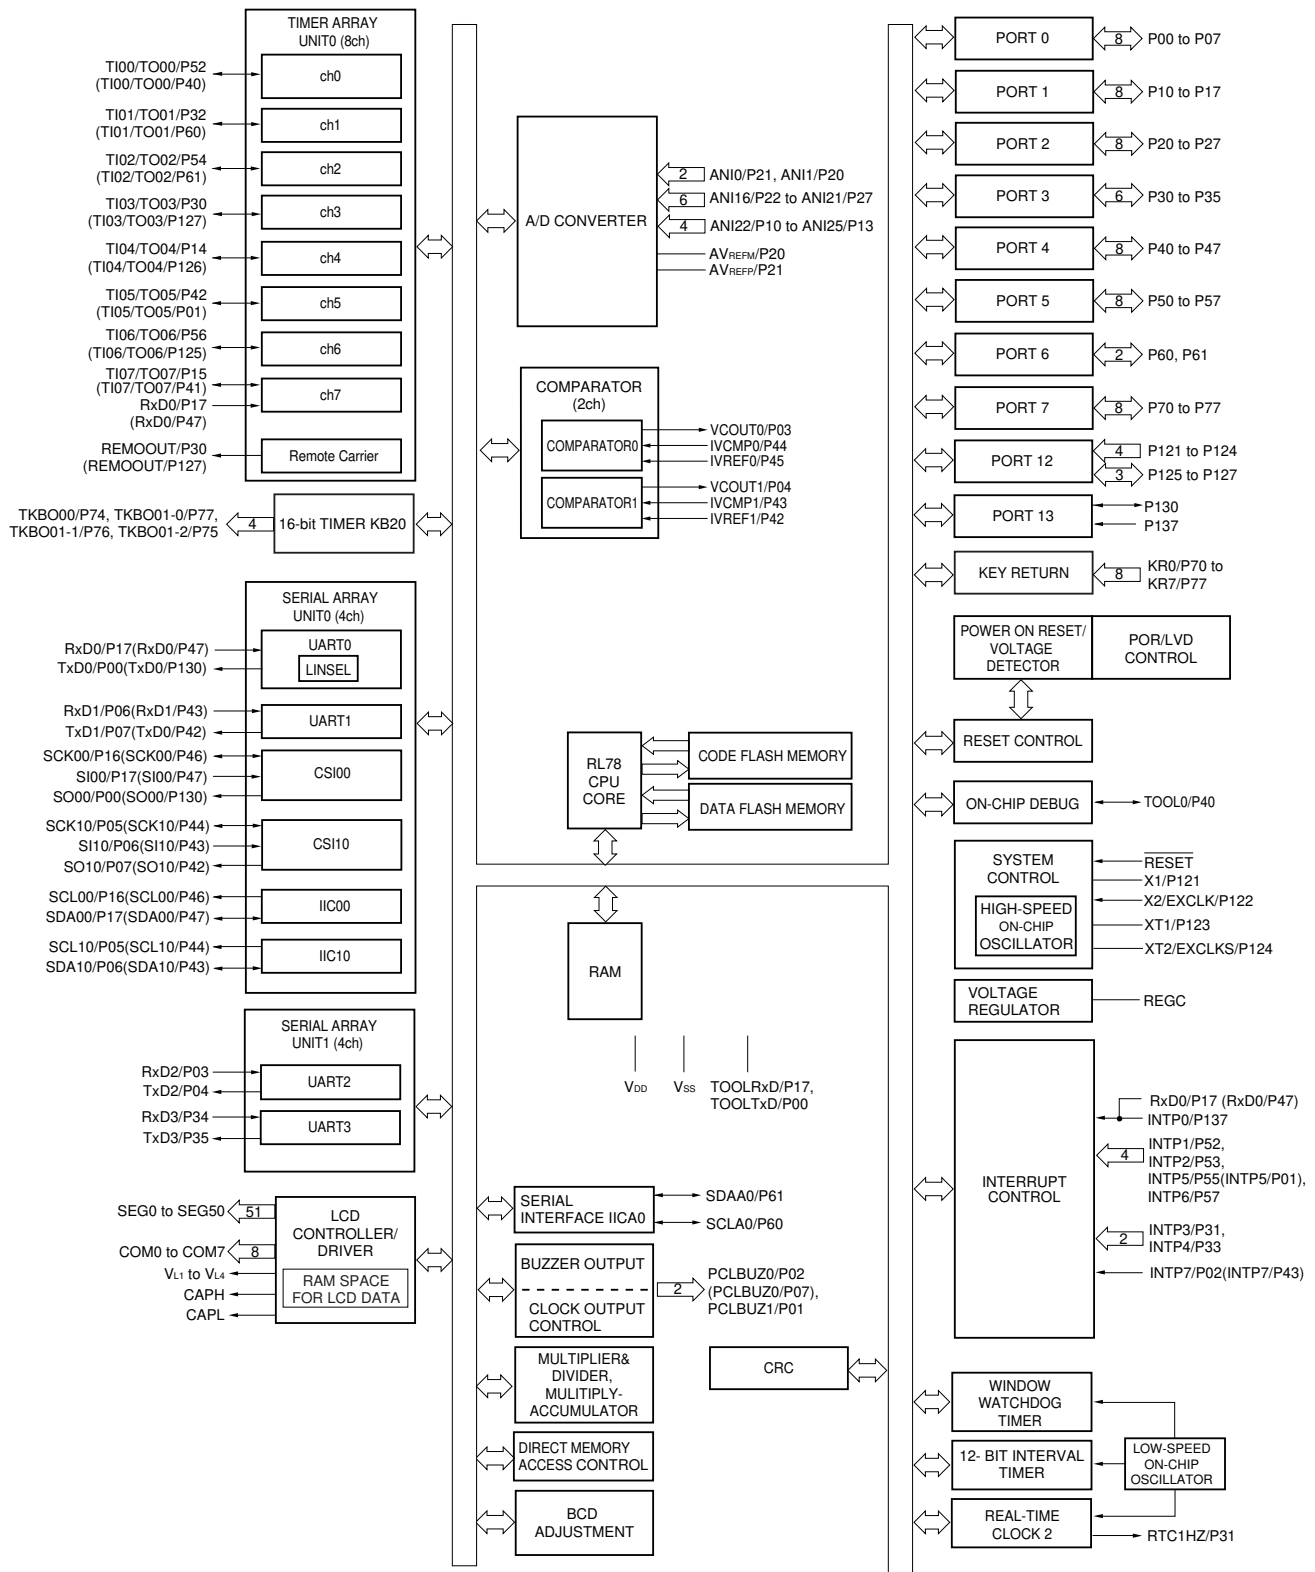 TIMER ARRAY
UNIT0 (8ch)
TI00/TO00/P52
(TI00/TO00/P40)
ch0
TI01/TO01/P32
(TI01/TO01/P60)
ch1
TI02/TO02/P54
(TI02/TO02/P61)
ch2
TI03/TO03/P30
(TI03/TO03/P127)
ch3
TI04/TO04/P14
(TI04/TO04/P126)
ch4
TI05/TO05/P42
(TI05/TO05/P01)
ch5
TI06/TO06/P56
(TI06/TO06/P125)
ch6
TI07/TO07/P15
(TI07/TO07/P41)
RxD0/P17
(RxD0/P47)
ch7
REMOOUT/P30
(REMOOUT/P127)
Remote Carrier
TKBO00/P74, TKBO01-0/P77,
TKBO01-1/P76, TKBO01-2/P75
4
16-bit TIMER KB20
SERIAL ARRAY
UNIT0 (4ch)
RxD0/P17(RxD0/P47)
TxD0/P00(TxD0/P130)
UART0
LINSEL
RxD1/P06(RxD1/P43)
TxD1/P07(TxD0/P42)
UART1
SCK00/P16(SCK00/P46)
SI00/P17(SI00/P47)
SO00/P00(SO00/P130)
CSI00
SCK10/P05(SCK10/P44)
SI10/P06(SI10/P43)
SO10/P07(SO10/P42)
CSI10
SCL00/P16(SCL00/P46)
SDA00/P17(SDA00/P47)
IIC00
SCL10/P05(SCL10/P44)
SDA10/P06(SDA10/P43)
IIC10
SERIAL ARRAY
UNIT1 (4ch)
RxD2/P03
TxD2/P04
UART2
RxD3/P34
TxD3/P35
UART3
SEG0 to SEG50
51
COM0 to COM7
8
VL1 to VL4
CAPH
CAPL
LCD
CONTROLLER/
DRIVER
RAM SPACE
FOR LCD DATA
A/D CONVERTER
2
ANI0/P21, ANI1/P20
6
ANI16/P22 to ANI21/P27
4
ANI22/P10 to ANI25/P13
AVREFM/P20
AVREFP/P21
COMPARATOR
(2ch)
COMPARATOR0
VCOUT0/P03
IVCMP0/P44
IVREF0/P45
COMPARATOR1
VCOUT1/P04
IVCMP1/P43
IVREF1/P42
RL78
CPU
CORE
CODE FLASH MEMORY
DATA FLASH MEMORY
RAM
VDD
VSS
TOOLRxD/P17,
TOOLTxD/P00
SERIAL
INTERFACE IICA0
SDAA0/P61
SCLA0/P60
BUZZER OUTPUT
CLOCK OUTPUT
CONTROL
2
PCLBUZ0/P02
(PCLBUZ0/P07),
PCLBUZ1/P01
MULTIPLIER&
DIVIDER,
MULITIPLY-
ACCUMULATOR
DIRECT MEMORY
ACCESS CONTROL
BCD
ADJUSTMENT
CRC
PORT 0
8
P00 to P07
PORT 1
8
P10 to P17
PORT 2
8
P20 to P27
PORT 3
6
P30 to P35
PORT 4
8
P40 to P47
PORT 5
8
P50 to P57
PORT 6
2
P60, P61
PORT 7
8
P70 to P77
PORT 12
4
P121 to P124
3
P125 to P127
PORT 13
P130
P137
KEY RETURN
8
KR0/P70 to
KR7/P77
POWER ON RESET/
VOLTAGE
DETECTOR
POR/LVD
CONTROL
RESET CONTROL
ON-CHIP DEBUG
TOOL0/P40
SYSTEM
CONTROL
HIGH-SPEED
ON-CHIP
OSCILLATOR
RESET
X1/P121
X2/EXCLK/P122
XT1/P123
XT2/EXCLKS/P124
VOLTAGE
REGULATOR
REGC
INTERRUPT
CONTROL
RxD0/P17 (RxD0/P47)
INTP0/P137
4
INTP1/P52,
INTP2/P53,
INTP5/P55(INTP5/P01),
INTP6/P57
2
INTP3/P31,
INTP4/P33
INTP7/P02(INTP7/P43)
WINDOW
WATCHDOG
TIMER
12- BIT INTERVAL
TIMER
LOW-SPEED
ON-CHIP
OSCILLATOR
REAL-TIME
CLOCK 2
RTC1HZ/P31